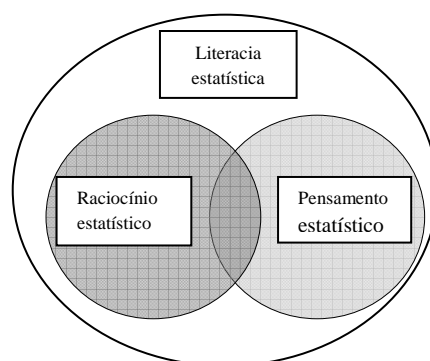 Literacia
estatística
Raciocínio
estatístico
Pensamento
estatístico